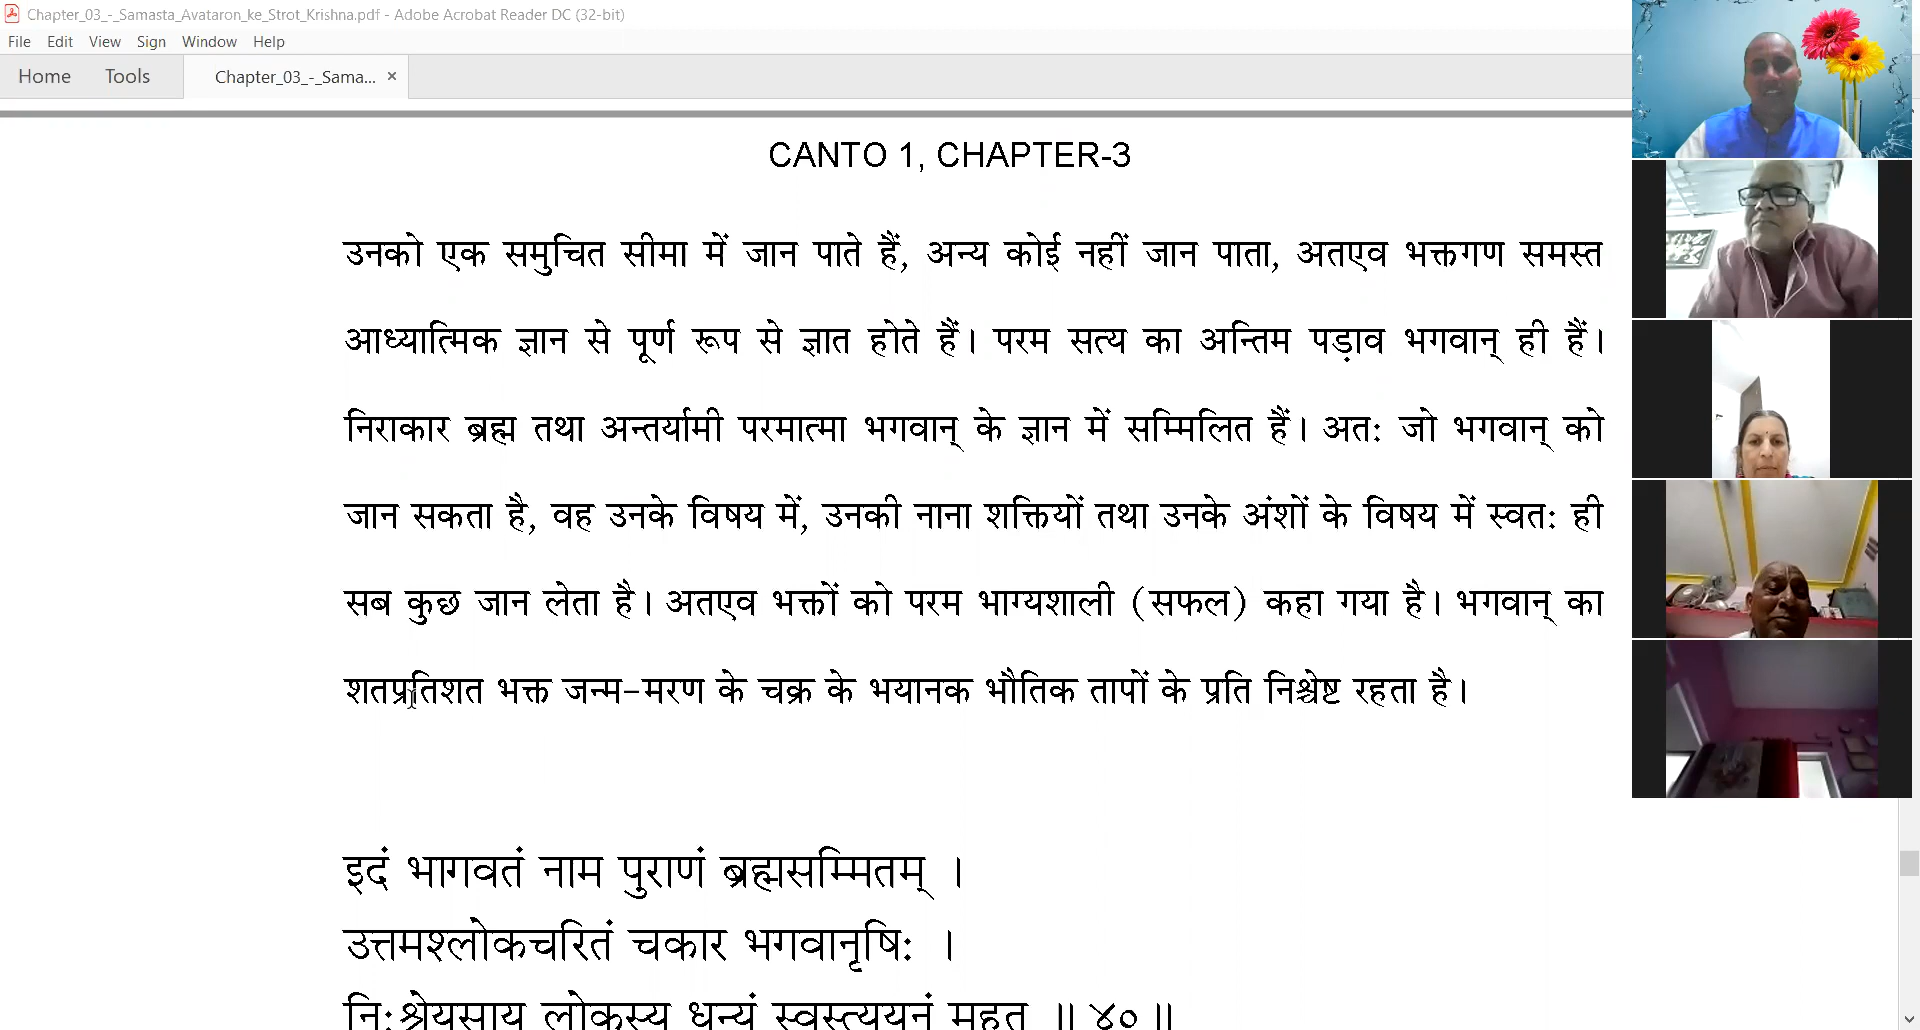 Chapter_03_-_Samasta_Avataron_ke_Strot_Krishna.pdf - Adobe Acrobat Reader DC (32-bit)
File Edit View Sign Window Help
Home Tools Chapter_03_-_Sama... ×
CANTO 1, CHAPTER-3
उनको एक समुचित सीमा में जान पाते हैं, अन्य कोई नहीं जान पाता, अतएव भक्तगण समस्त
आध्यात्मिक ज्ञान से पूर्ण रूप से ज्ञात होते हैं। परम सत्य का अन्तिम पड़ाव भगवान् ही हैं।
निराकार ब्रह्म तथा अन्तर्यामी परमात्मा भगवान् के ज्ञान में सम्मिलित हैं। अतः जो भगवान् को
जान सकता है, वह उनके विषय में, उनकी नाना शक्तियों तथा उनके अंशों के विषय में स्वतः ही
सब कुछ जान लेता है। अतएव भक्तों को परम भाग्यशाली (सफल) कहा गया है। भगवान् का
शतप्रतिशत भक्त जन्म-मरण के चक्र के भयानक भौतिक तापों के प्रति निश्चेष्ट रहता है।
इदं भागवतं नाम पुराणं ब्रह्मसम्मितम् ।
उत्तमश्लोकचरितं चकार भगवानृषिः ।
निःश्रेयसाय लोकस्य धन्यं स्वस्त्ययनं महत् ॥ ४० ॥